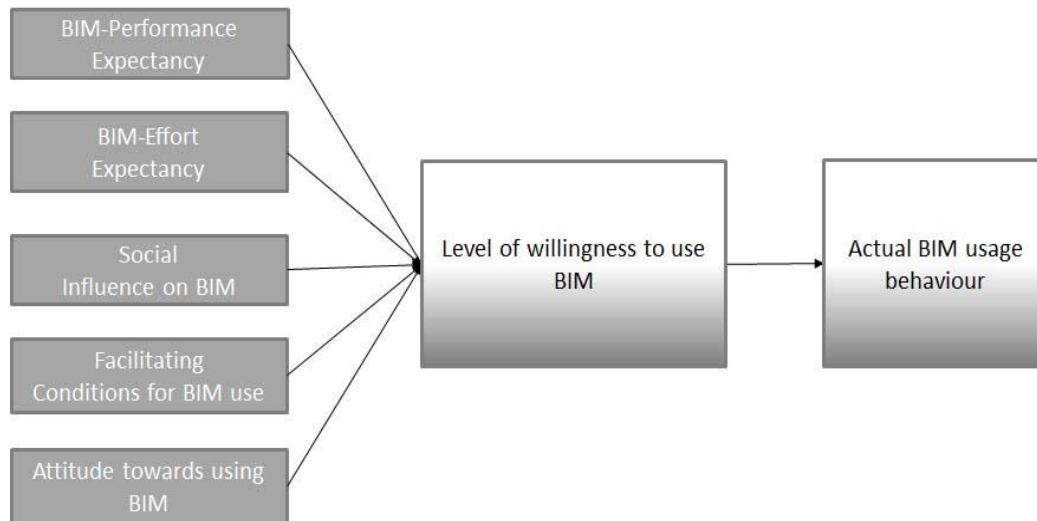 BIM-Performance
Expectancy
BIM-Effort
Expectancy
Social
Influence on BIM
Facilitating
Conditions for BIM use
Attitude towards using
BIM
Level of willingness to use
BIM
Actual BIM usage
behaviour